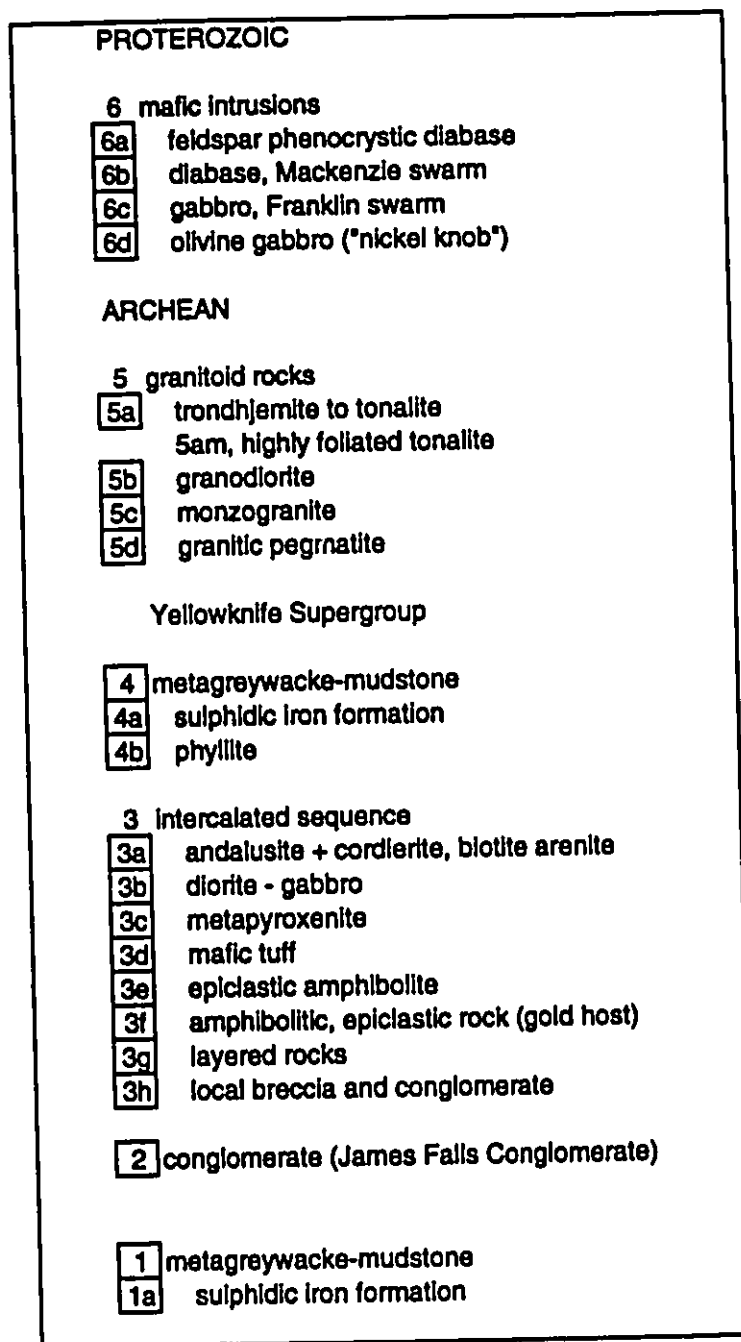 PROTEROZOIC
6 mafic intrusions
6a feldspar phenocrystic diabase
6b diabase, Mackenzie swarm
6c gabbro, Franklin swarm
6d olivine gabbro ("nickel knob")
ARCHEAN
5 granitoid rocks
5a trondhjemite to tonalite
5am, highly foliated tonalite
5b granodiorite
5c monzogranite
5d granitic pegmatite
Yellowknife Supergroup
4 metagreywacke-mudstone
4a sulphidic iron formation
4b phyllite
3 intercalated sequence
3a andalusite + cordierite, biotite arenite
3b diorite - gabbro
3c metapyroxenite
3d mafic tuff
3e epiclastic amphibolite
3f amphibolitic, epiclastic rock (gold host)
3g layered rocks
3h local breccia and conglomerate
2 conglomerate (James Falls Conglomerate)
1 metagreywacke-mudstone
1a sulphidic iron formation